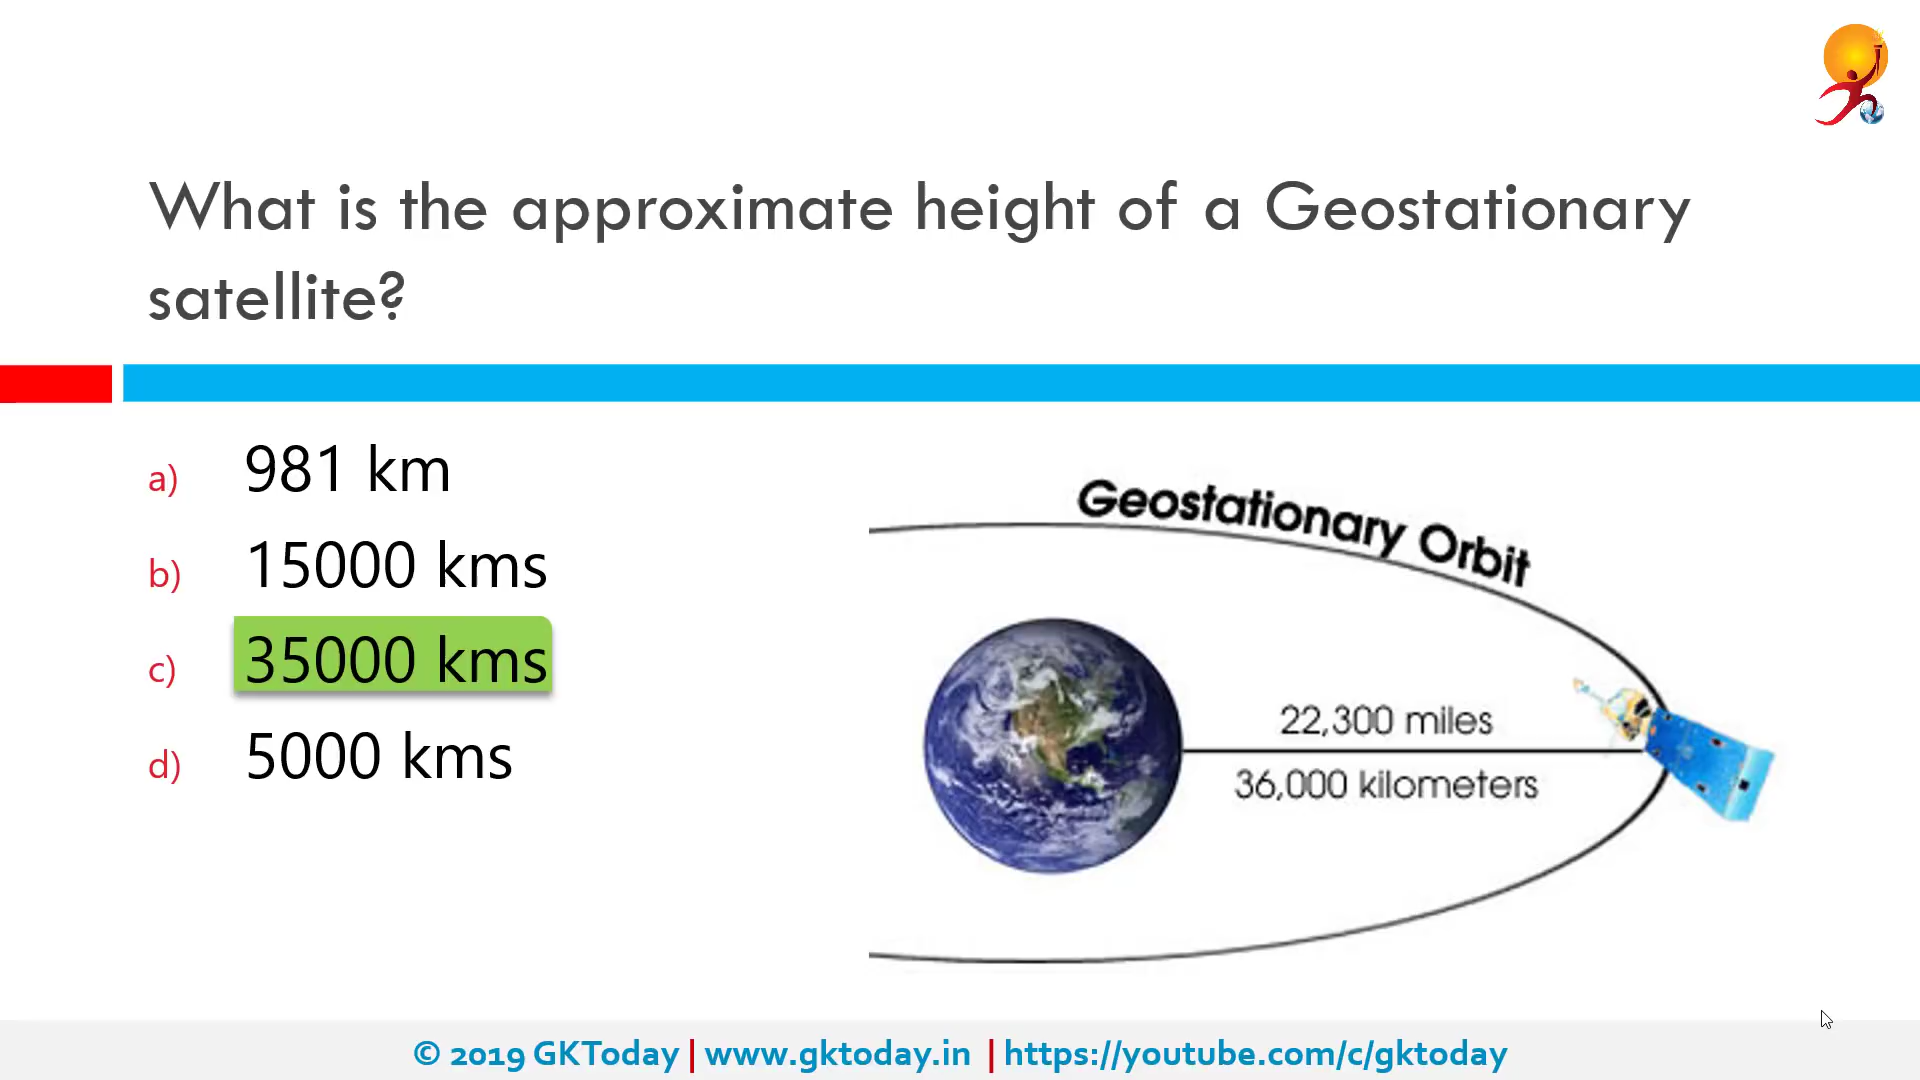 What is the approximate height of a Geostationary
satellite?
a) 981 km
b) 15000 kms
c) 35000 kms
d) 5000 kms
Geostationary Orbit
22,300 miles
36,000 kilometers
© 2019 GKToday | www.gktoday.in | https://youtube.com/c/gktoday